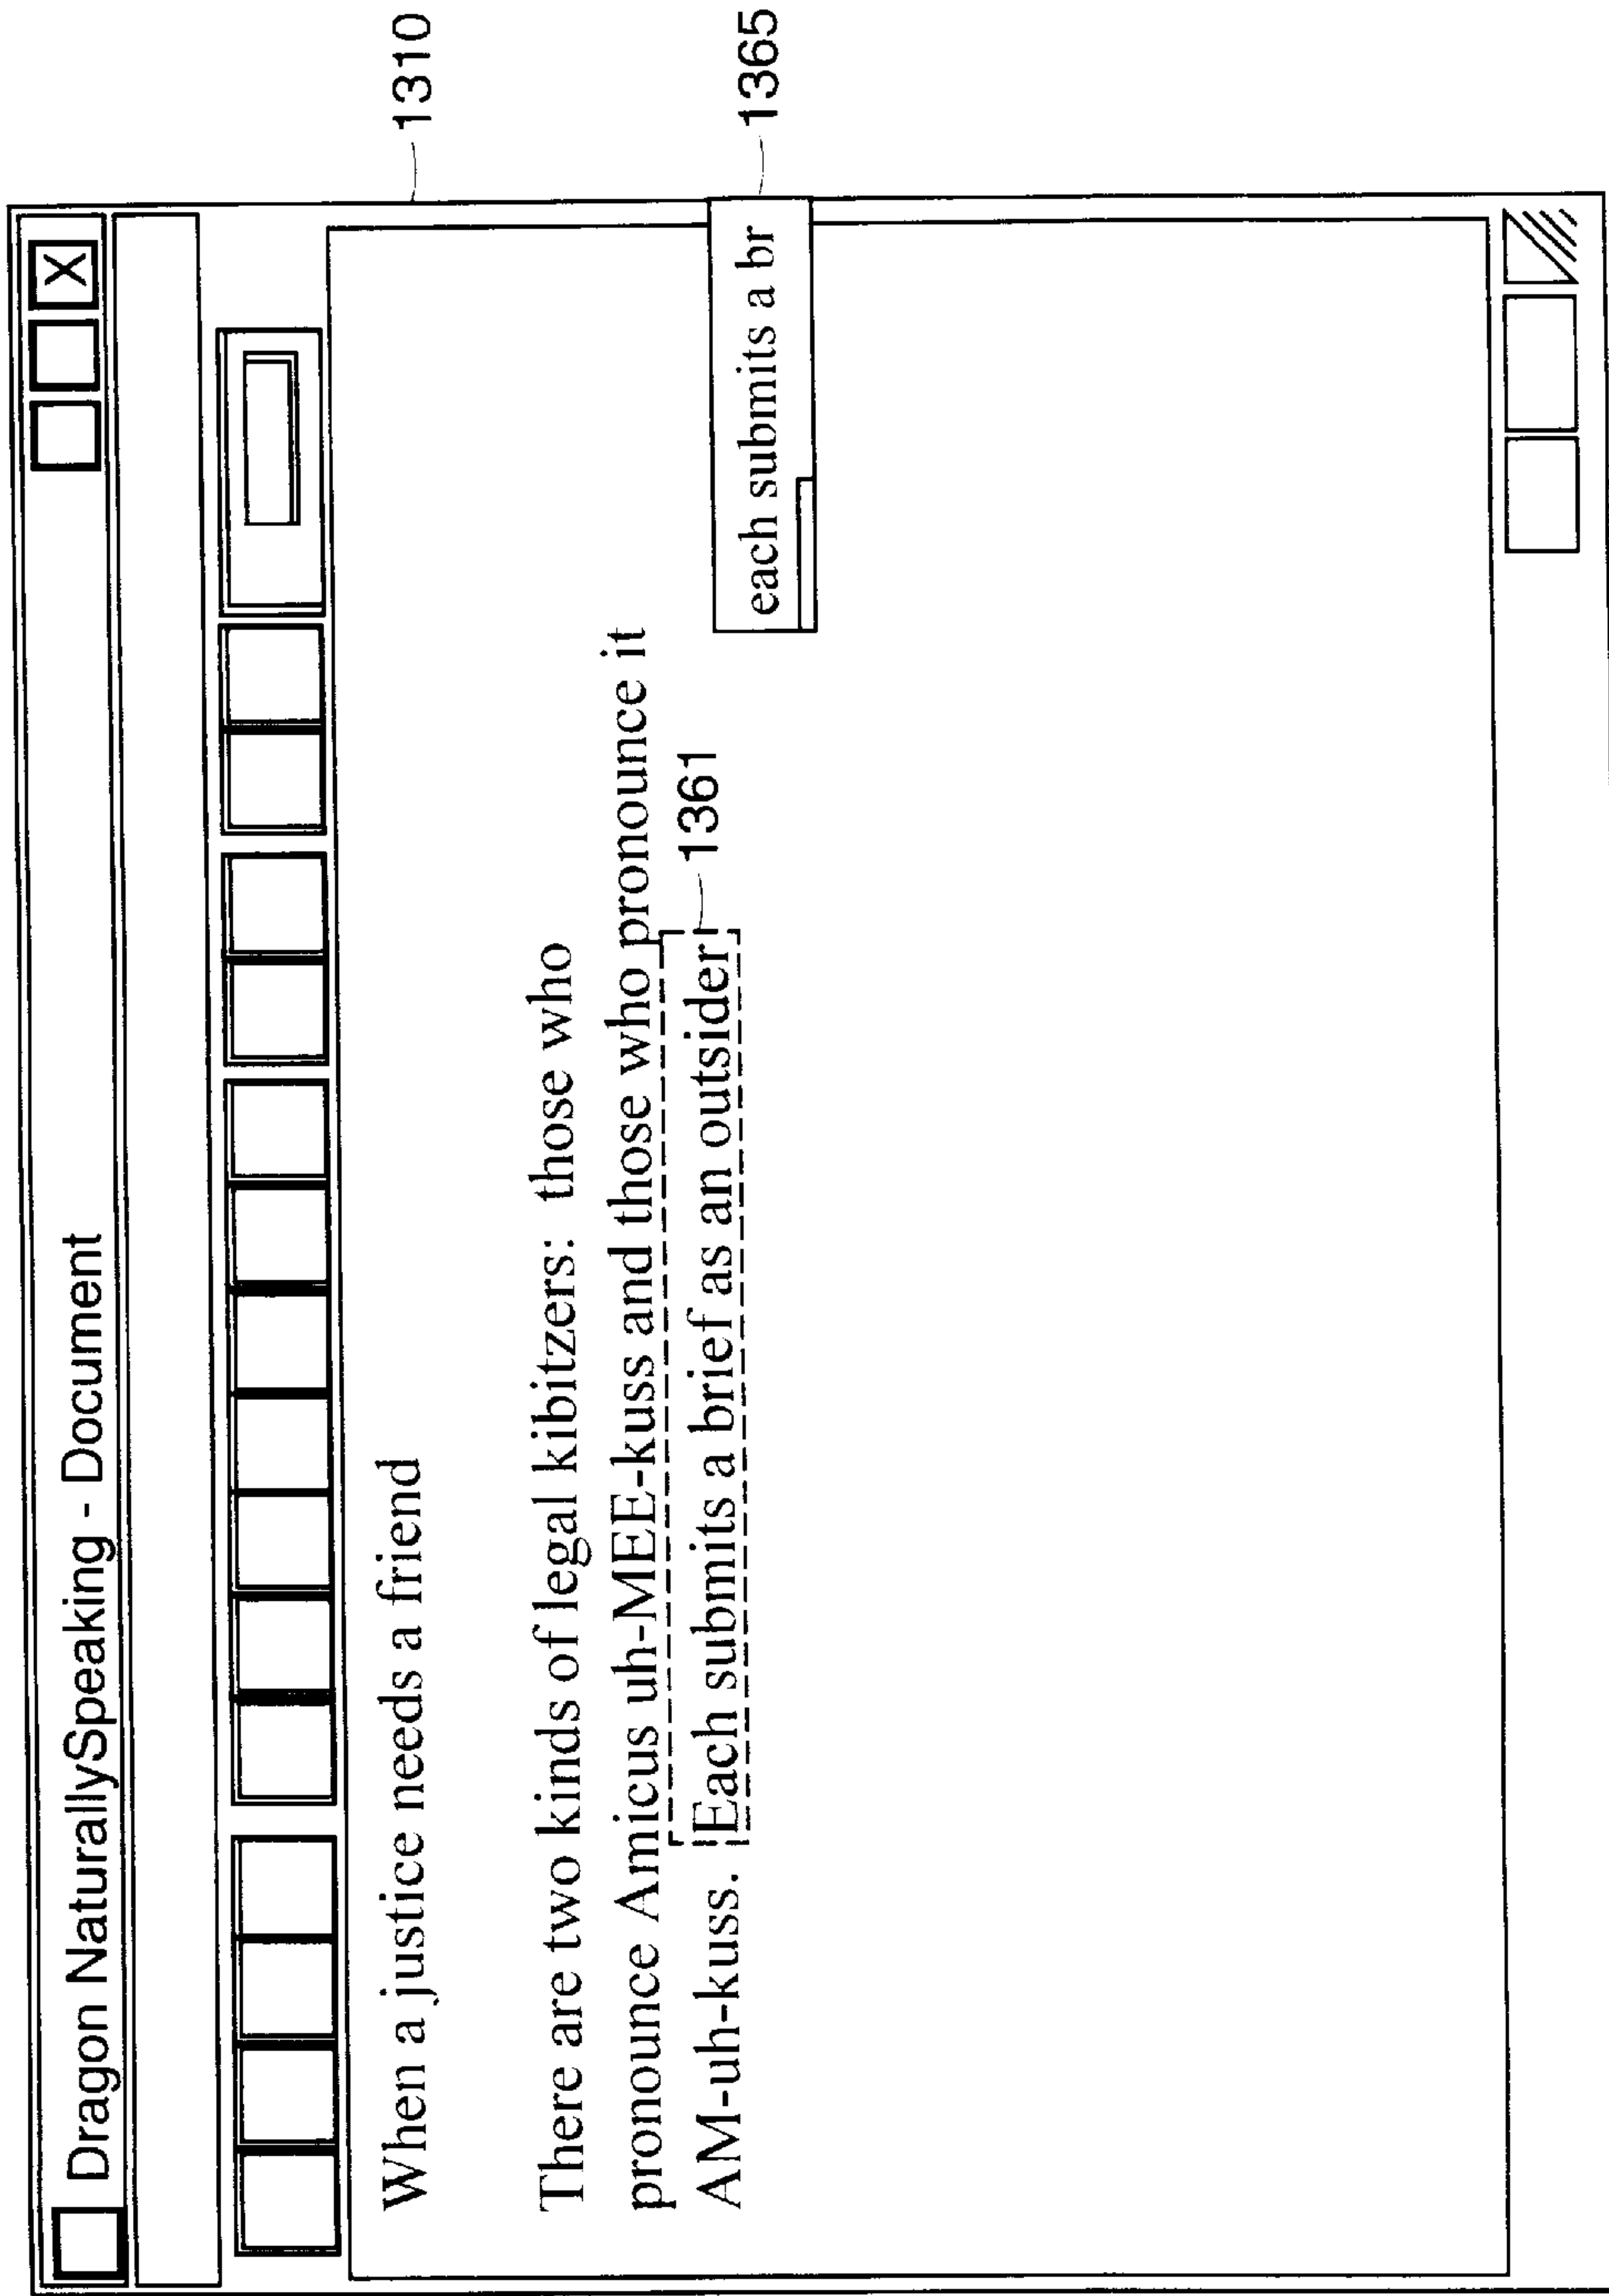 Dragon NaturallySpeaking - Document
X
1310
When a justice needs a friend
There are two kinds of legal kibitzers: those who
pronounce Amicus uh-MEE-kuss and those who pronounce it
AM-uh-kuss. Each submits a brief as an outsider
1361
each submits a br
1365